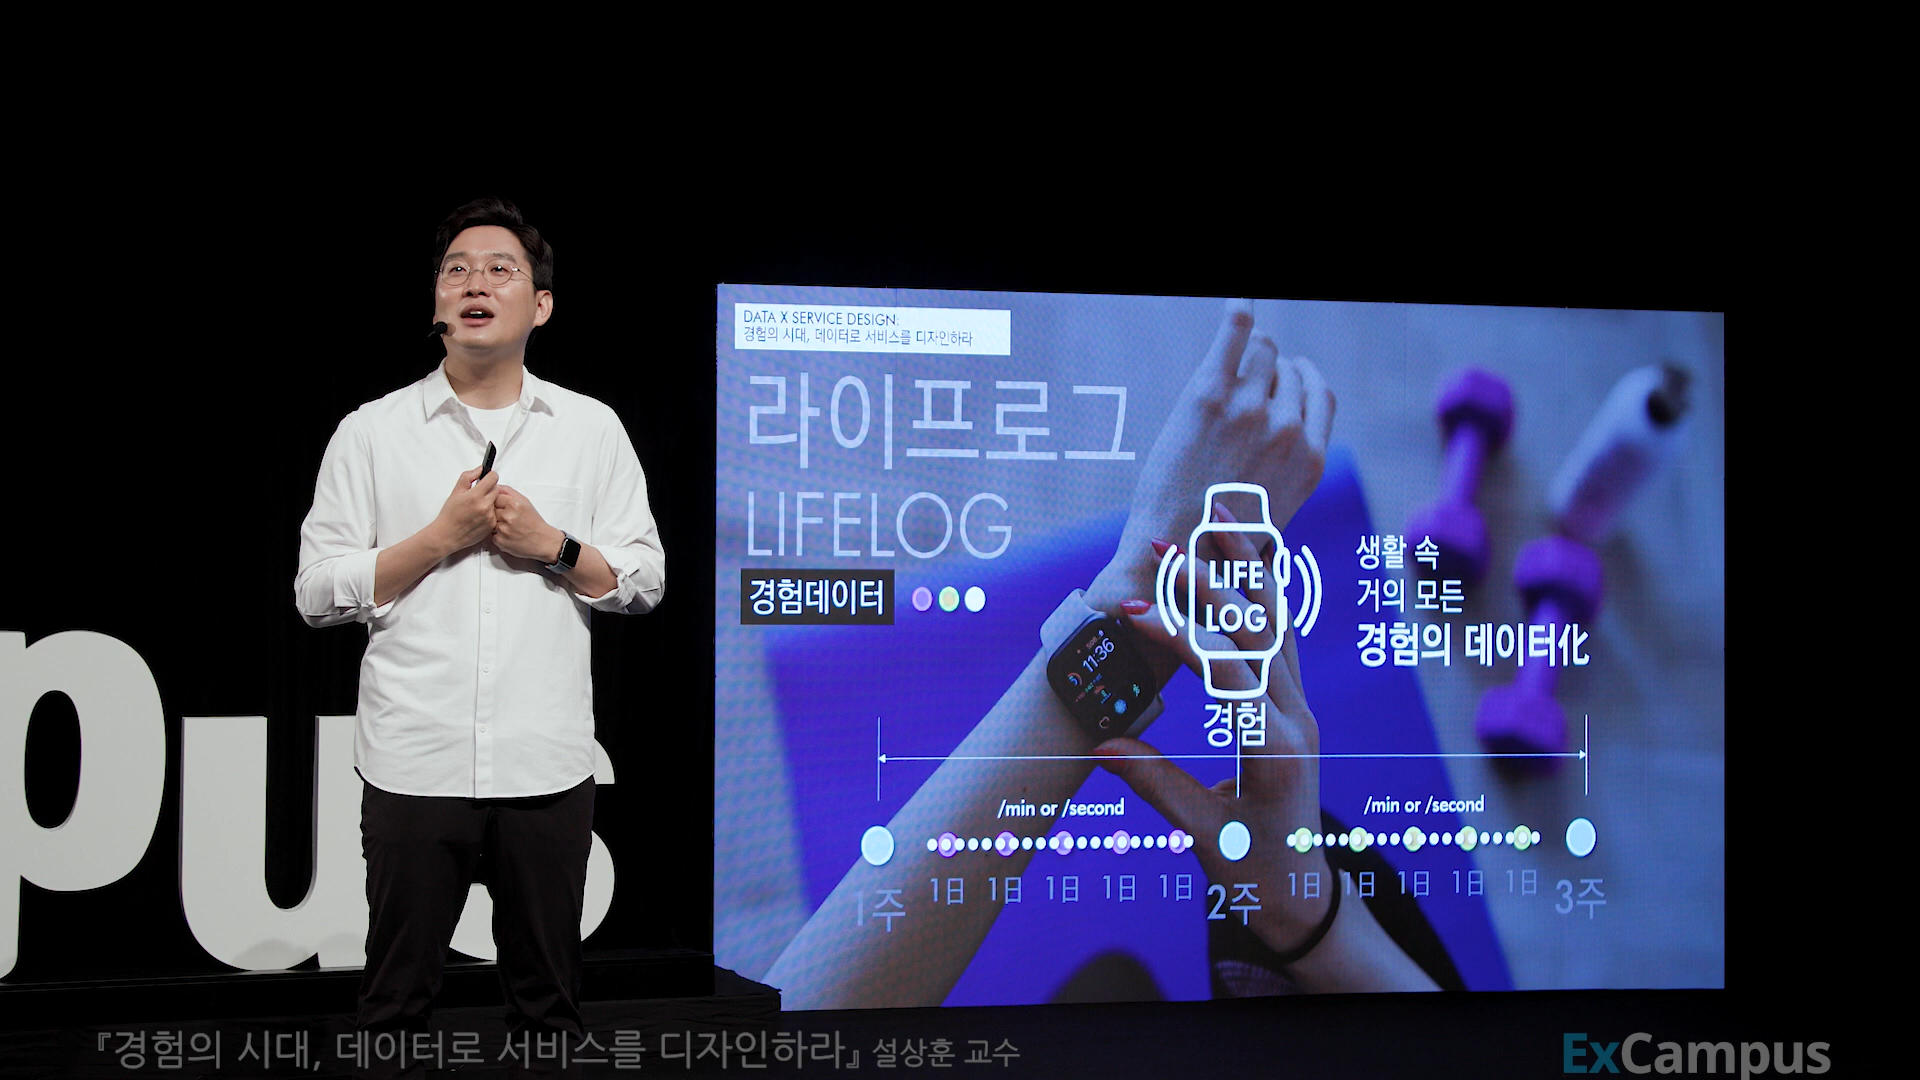 DATA X SERVICE DESIGN:
경험의 시대, 데이터로 서비스를 디자인하라
라이프로그
LIFELOG
경험데이터
LIFE
LOG
생활 속
거의 모든
경험의 데이터化
11:36
경험
/min or /second
/min or /second
1주 1日 1日 1日 1日 1日 2주 1日 1日 1日 1日 1日 3주
pus
『경험의 시대, 데이터로 서비스를 디자인하라』 설상훈 교수
ExCampus